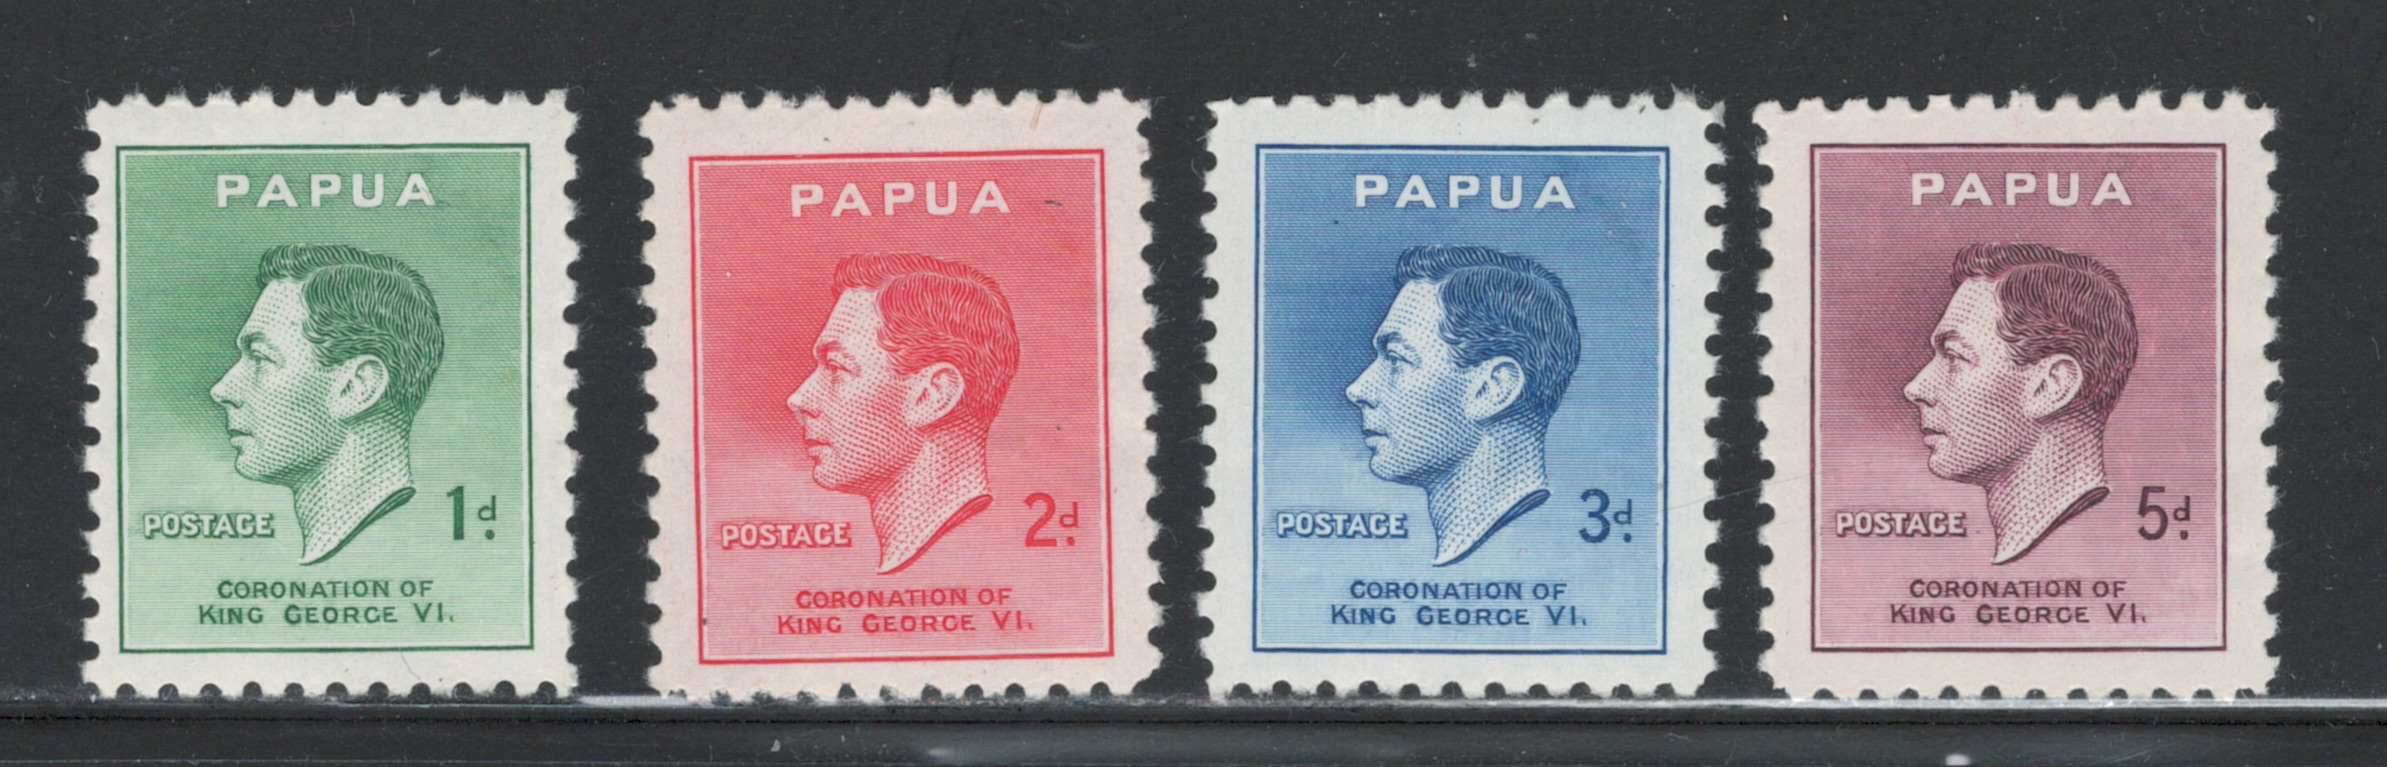 PAPUA
POSTAGE 1d.
CORONATION OF
KING GEORGE VI.
PAPUA
POSTAGE 2d.
CORONATION OF
KING GEORGE VI.
PAPUA
POSTAGE 3d.
CORONATION OF
KING GEORGE VI.
PAPUA
POSTAGE 5d.
CORONATION OF
KING GEORGE VI.